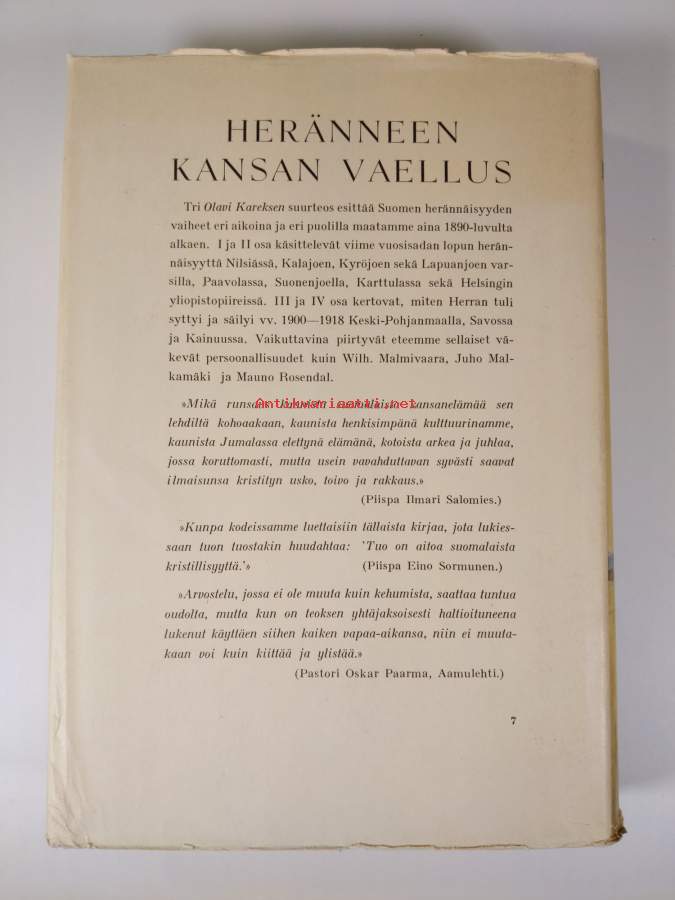 HERÄNNEEN
KANSAN VAELLUS
Tri Olavi Kareksen suurteos esittää Suomen herännäisyyden
vaiheet eri aikoina ja eri puolilla maatamme aina 1890-luvulta
alkaen. I ja II osa käsittelevät viime vuosisadan lopun herän-
näisyyttä Nilsiässä, Kalajoen, Kyröjoen sekä Lapuanjoen var-
silla, Paavolassa, Suonenjoella, Karttulassa sekä Helsingin
yliopistopiireissä. III ja IV osa kertovat, miten Herran tuli
syttyi ja säilyi vv. 1900—1918 Keski-Pohjanmaalla, Savossa
ja Kainuussa. Vaikuttavina piirtyvät eteemme sellaiset vä-
kevät persoonallisuudet kuin Wilh. Malmivaara, Juho Mal-
kamäki ja Mauno Rosendal.
Antikvariaatti.net
»Mikä runsaus kansanelämää sen
lehdiltä kohoaakaan, kaunista henkisimpänä kulttuurinamme,
kaunista Jumalassa elettynä elämänä, kotoista arkea ja juhlaa,
jossa koruttomasti, mutta usein vavahduttavan syvästi saavat
ilmaisunsa kristityn usko, toivo ja rakkaus.»
(Piispa Ilmari Salomies.)
»Kunpa kodeissamme luettaisiin tällaista kirjaa, jota lukies-
saan tuon tuostakin huudahtaa: 'Tuo on aitoa suomalaista
kristillisyyttä.'» (Piispa Eino Sormunen.)
»Arvostelu, jossa ei ole muuta kuin kehumista, saattaa tuntua
oudolta, mutta kun on teoksen yhtäjaksoisesti haltioituneena
lukenut käyttäen siihen kaiken vapaa-aikansa, niin ei muuta-
kaan voi kuin kiittää ja ylistää.»
(Pastori Oskar Paarma, Aamulehti.)
7